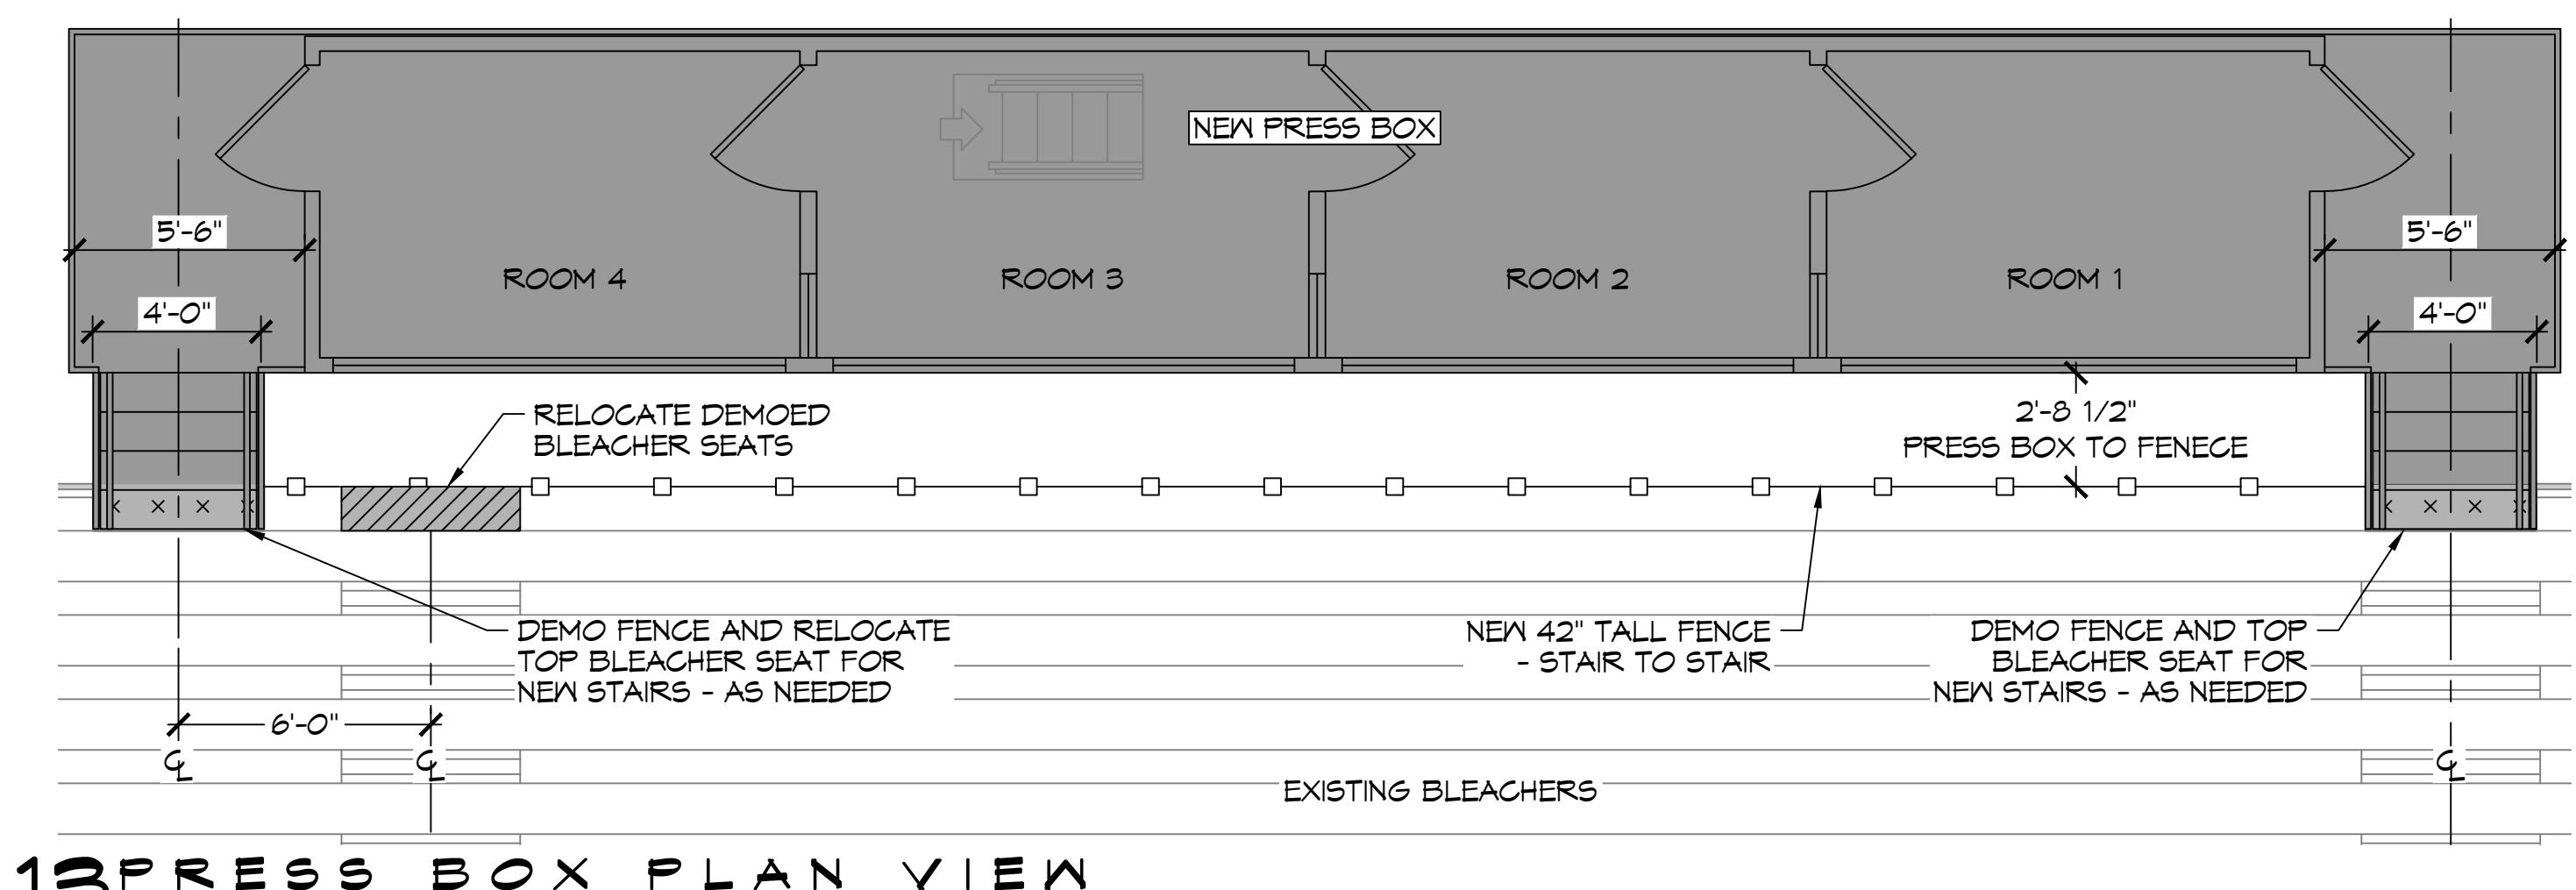 NEW PRESS BOX
5'-6"
5'-6"
ROOM 4
ROOM 3
ROOM 2
ROOM 1
4'-0"
4'-0"
RELOCATE DEMOED
BLEACHER SEATS
2'-8 1/2"
PRESS BOX TO FENECE
DEMO FENCE AND RELOCATE
TOP BLEACHER SEAT FOR
NEW STAIRS - AS NEEDED
NEW 42" TALL FENCE
- STAIR TO STAIR
DEMO FENCE AND TOP
BLEACHER SEAT FOR
NEW STAIRS - AS NEEDED
6'-0"
℄
℄
℄
EXISTING BLEACHERS
13 PRESS BOX PLAN VIEW